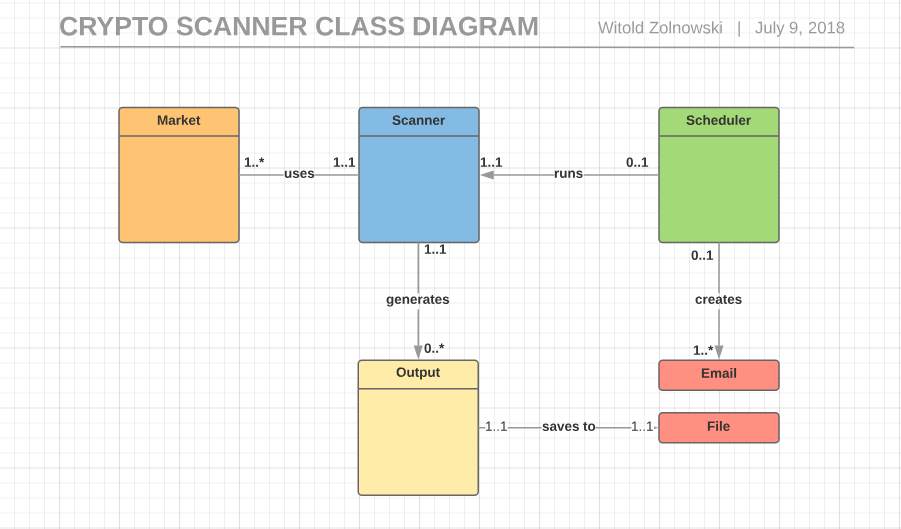 CRYPTO SCANNER CLASS DIAGRAM
Witold Zolnowski | July 9, 2018
Market
Scanner
Scheduler
1..* uses 1..1
1..1 runs 0..1
1..1
generates
0..*
0..1
creates
1..*
Output
Email
1..1 saves to 1..1
File